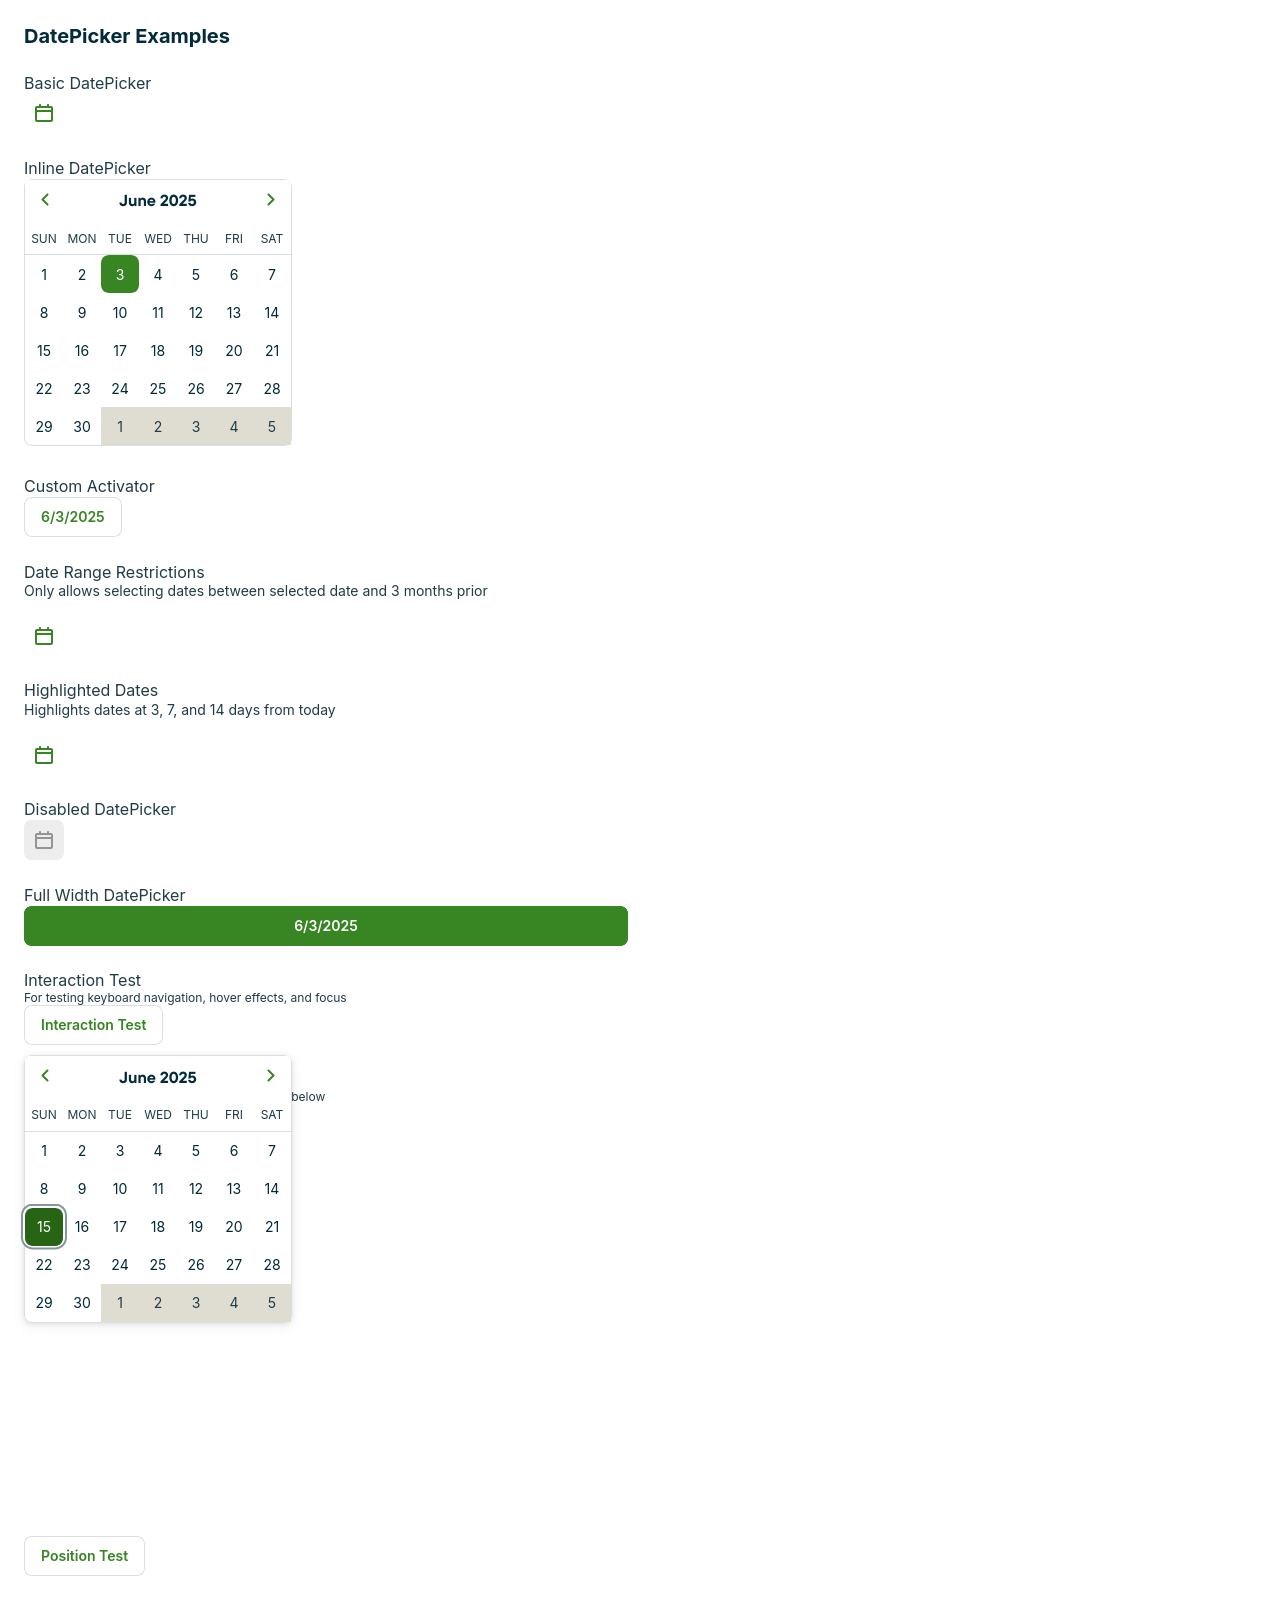 DatePicker Examples
Basic DatePicker
Inline DatePicker
June 2025
SUN MON TUE WED THU FRI SAT
1 2 3 4 5 6 7
8 9 10 11 12 13 14
15 16 17 18 19 20 21
22 23 24 25 26 27 28
29 30 1 2 3 4 5
Custom Activator
6/3/2025
Date Range Restrictions
Only allows selecting dates between selected date and 3 months prior
Highlighted Dates
Highlights dates at 3, 7, and 14 days from today
Disabled DatePicker
Full Width DatePicker
6/3/2025
Interaction Test
For testing keyboard navigation, hover effects, and focus
Interaction Test
June 2025
below
SUN MON TUE WED THU FRI SAT
1 2 3 4 5 6 7
8 9 10 11 12 13 14
15 16 17 18 19 20 21
22 23 24 25 26 27 28
29 30 1 2 3 4 5
Position Test